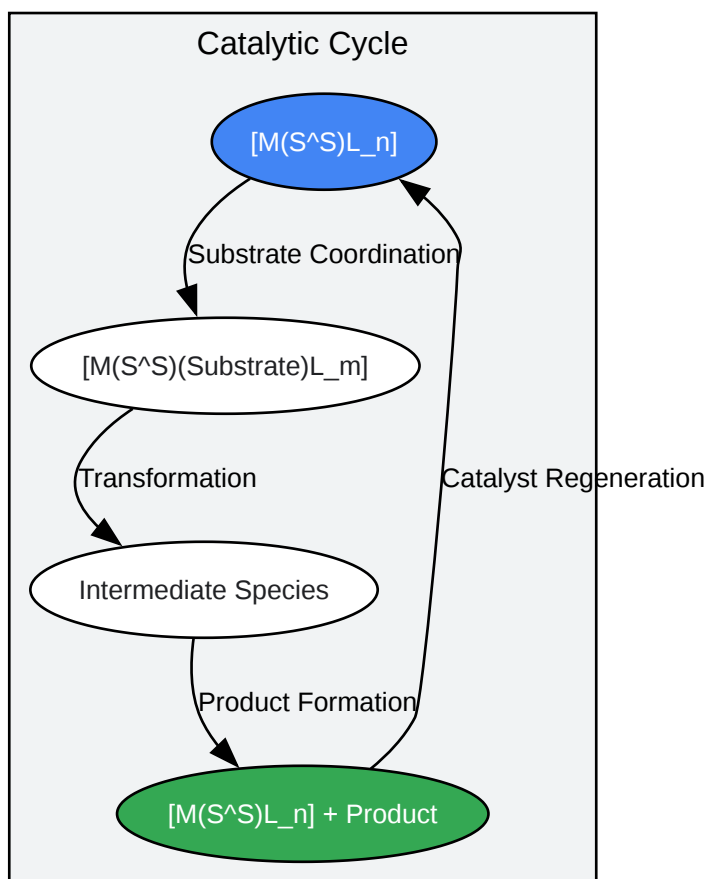 Catalytic Cycle
[M(S^S)L_n]
Substrate Coordination
[M(S^S)(Substrate)L_m]
Transformation
Catalyst Regeneration
Intermediate Species
Product Formation
[M(S^S)L_n] + Product